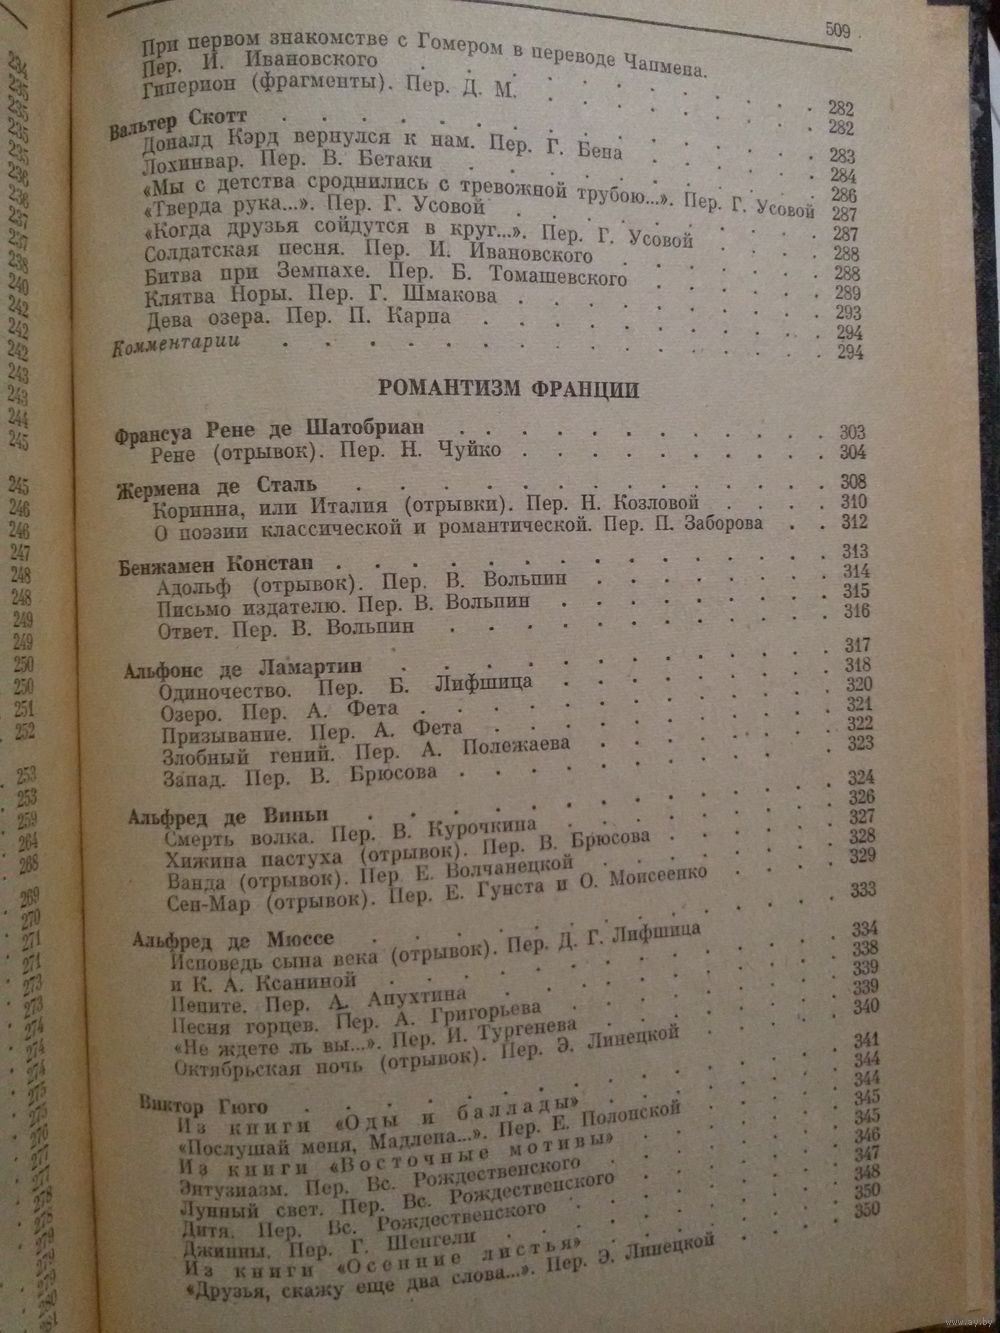 509
При первом знакомстве с Гомером в переводе Чапмена.
Пер. И. Ивановского . . . . . . . . 282
Гиперион (фрагменты). Пер. Д. М. . . . . . . . 282
Вальтер Скотт . . . . . . . . 283
Доналд Кэрд вернулся к нам. Пер. Г. Бена . . . . 284
Лохинвар. Пер. В. Бетаки . . . . . . . 286
«Мы с детства сроднились с тревожной трубою...». Пер. Г. Усовой 287
«Тверда рука...». Пер. Г. Усовой . . . . . . 287
«Когда друзья сойдутся в круг...». Пер. Г. Усовой . . . 288
Солдатская песня. Пер. И. Ивановского . . . . 288
Битва при Земпахе. Пер. Б. Томашевского . . . . 289
Клятва Норы. Пер. Г. Шмакова . . . . . . 293
Дева озера. Пер. П. Карпа . . . . . . . 294
Комментарии . . . . . . . . . . 294
РОМАНТИЗМ ФРАНЦИИ
Франсуа Рене де Шатобриан . . . . . . . . 303
Рене (отрывок). Пер. Н. Чуйко . . . . . . . 304
Жермена де Сталь . . . . . . . . . 308
Коринна, или Италия (отрывки). Пер. Н. Козловой . . . . 310
О поэзии классической и романтической. Пер. П. Заборова . . 312
Бенжамен Констан . . . . . . . . . 313
Адольф (отрывок). Пер. В. Вольпин . . . . . . 314
Письмо издателю. Пер. В. Вольпин . . . . . . 315
Ответ. Пер. В. Вольпин . . . . . . . . 316
Альфонс де Ламартин . . . . . . . . 317
Одиночество. Пер. Б. Лифшица . . . . . . 318
Озеро. Пер. А. Фета . . . . . . . . 320
Призывание. Пер. А. Фета . . . . . . . 321
Злобный гений. Пер. А. Полежаева . . . . . 322
Запад. Пер. В. Брюсова . . . . . . . 323
Альфред де Виньи . . . . . . . . . 324
Смерть волка. Пер. В. Курочкина . . . . . . 326
Хижина пастуха (отрывок). Пер. В. Брюсова . . . . 327
Ванда (отрывок). Пер. Е. Волчанецкой . . . . . 328
Сен-Мар (отрывок). Пер. Е. Гунста и О. Моисеенко . . . 329
Альфред де Мюссе . . . . . . . . . 333
Исповедь сына века (отрывок). Пер. Д. Г. Лифшица
и К. А. Ксаниной . . . . . . . . . 334
Пепите. Пер. А. Апухтина . . . . . . . 338
Песня горцев. Пер. А. Григорьева . . . . . . 339
«Не ждете ль вы...». Пер. И. Тургенева . . . . . 339
Октябрьская ночь (отрывок). Пер. Э. Линецкой . . . . 340
Виктор Гюго . . . . . . . . . . 341
Из книги «Оды и баллады» . . . . . . 344
«Послушай меня, Мадлена...». Пер. Е. Полонской . . . . 344
Из книги «Восточные мотивы» . . . . . 345
Энтузиазм. Пер. Вс. Рождественского . . . . . 345
Лунный свет. Пер. Вс. Рождественского . . . . . 346
Дитя. Пер. Вс. Рождественского . . . . . . 347
Джинны. Пер. Г. Шенгели . . . . . . . 348
Из книги «Осенние листья» . . . . . . 350
«Друзья, скажу еще два слова...». Пер. Э. Линецкой . . . 350
www.ay.by